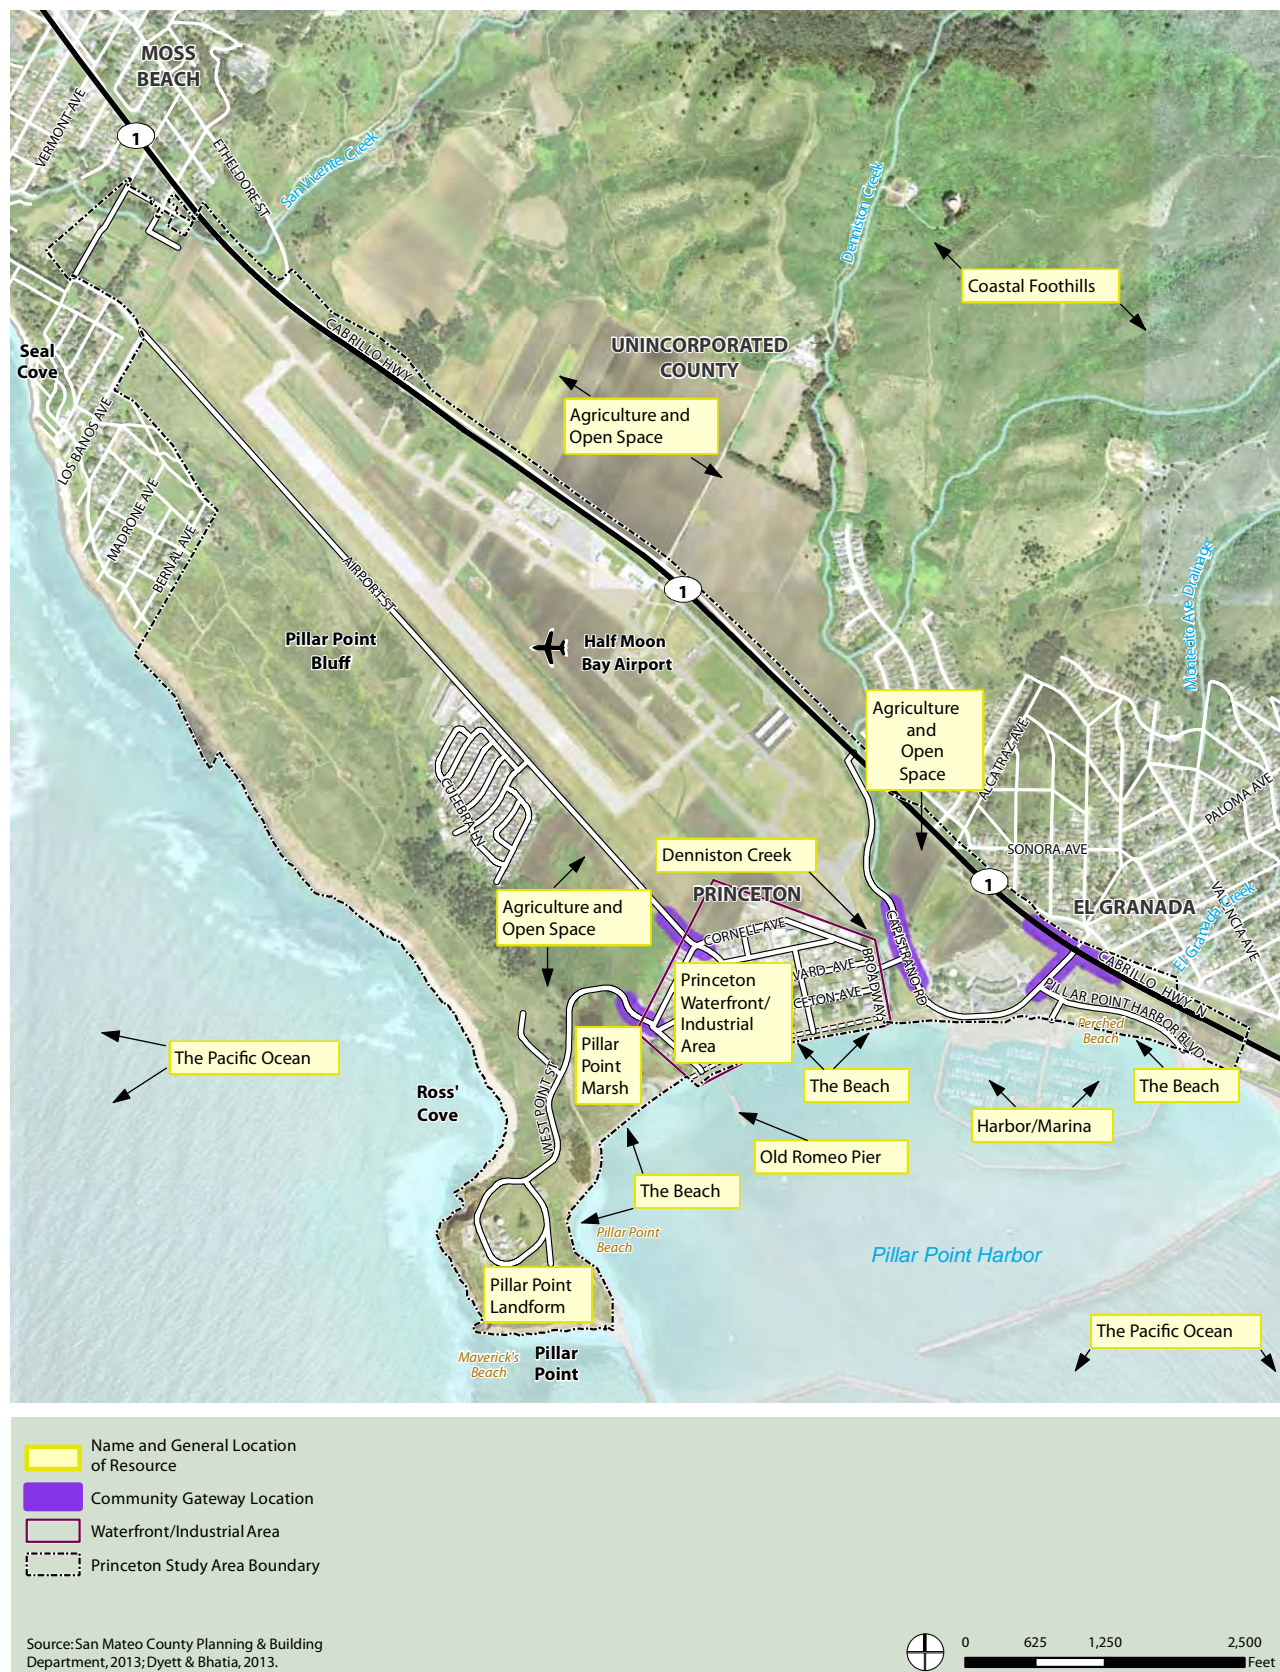 MOSS
BEACH
VERMONT AVE
1
ETHELDORE ST
San Vicente Creek
Denniston Creek
Coastal Foothills
Seal
Cove
CABRILLO HWY
UNINCORPORATED
COUNTY
Agriculture and
Open Space
LOS BANOS AVE
MADRONE AVE
BERNAL AVE
AIRPORT ST
1
Montecito Ave Drainage
Pillar Point
Bluff
Half Moon
Bay Airport
Agriculture
and
Open
Space
ALCATRAZ AVE
PALOMA AVE
CULEBRA LN
SONORA AVE
Denniston Creek
1
PRINCETON
VALENCIA AVE
EL GRANADA
El Granada Creek
Agriculture and
Open Space
CORNELL AVE
CAPISTRANO RD
BROADWAY
VARD AVE
CETON AVE
CABRILLO HWY N
PILLAR POINT HARBOR BLVD
Princeton
Waterfront/
Industrial
Area
Perched
Beach
The Pacific Ocean
Pillar
Point
Marsh
WEST POINT ST
The Beach
The Beach
Ross'
Cove
Harbor/Marina
Old Romeo Pier
The Beach
Pillar Point
Beach
Pillar Point Harbor
Pillar Point
Landform
The Pacific Ocean
Maverick's
Beach
Pillar
Point
Name and General Location
of Resource
Community Gateway Location
Waterfront/Industrial Area
Princeton Study Area Boundary
Source: San Mateo County Planning & Building
Department, 2013; Dyett & Bhatia, 2013.
0 625 1,250 2,500
Feet